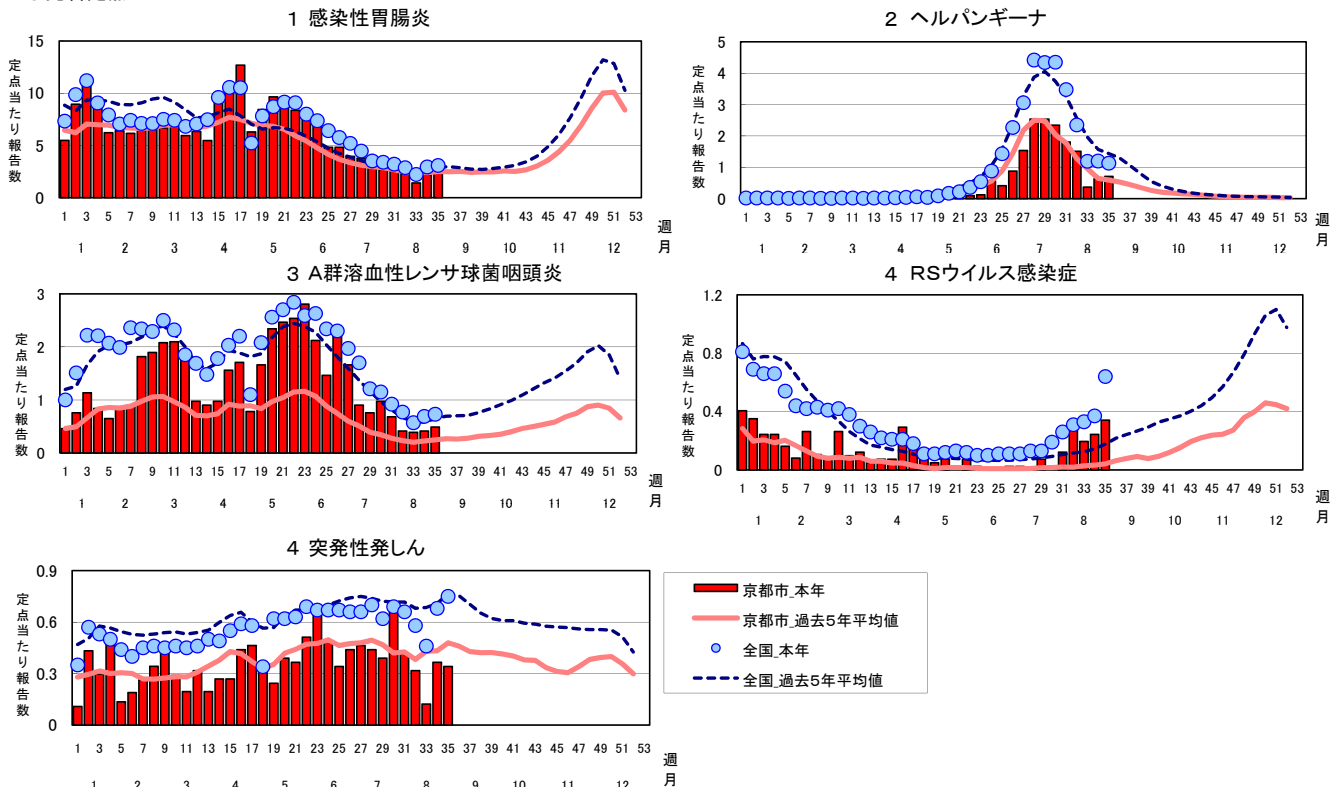 1 感染性胃腸炎
定点当たり報告数
15
10
5
0
1 3 5 7 9 11 13 15 17 19 21 23 25 27 29 31 33 35 37 39 41 43 45 47 49 51 53
週
1 2 3 4 5 6 7 8 9 10 11 12
月
2 ヘルパンギーナ
定点当たり報告数
5
4
3
2
1
0
1 3 5 7 9 11 13 15 17 19 21 23 25 27 29 31 33 35 37 39 41 43 45 47 49 51 53
週
1 2 3 4 5 6 7 8 9 10 11 12
月
3 A群溶血性レンサ球菌咽頭炎
定点当たり報告数
3
2
1
0
1 3 5 7 9 11 13 15 17 19 21 23 25 27 29 31 33 35 37 39 41 43 45 47 49 51 53
週
1 2 3 4 5 6 7 8 9 10 11 12
月
4 RSウイルス感染症
定点当たり報告数
1.2
0.8
0.4
0
1 3 5 7 9 11 13 15 17 19 21 23 25 27 29 31 33 35 37 39 41 43 45 47 49 51 53
週
1 2 3 4 5 6 7 8 9 10 11 12
月
4 突発性発しん
定点当たり報告数
0.9
0.6
0.3
0
1 3 5 7 9 11 13 15 17 19 21 23 25 27 29 31 33 35 37 39 41 43 45 47 49 51 53
週
1 2 3 4 5 6 7 8 9 10 11 12
月
京都市_本年
京都市_過去5年平均値
全国_本年
全国_過去5年平均値